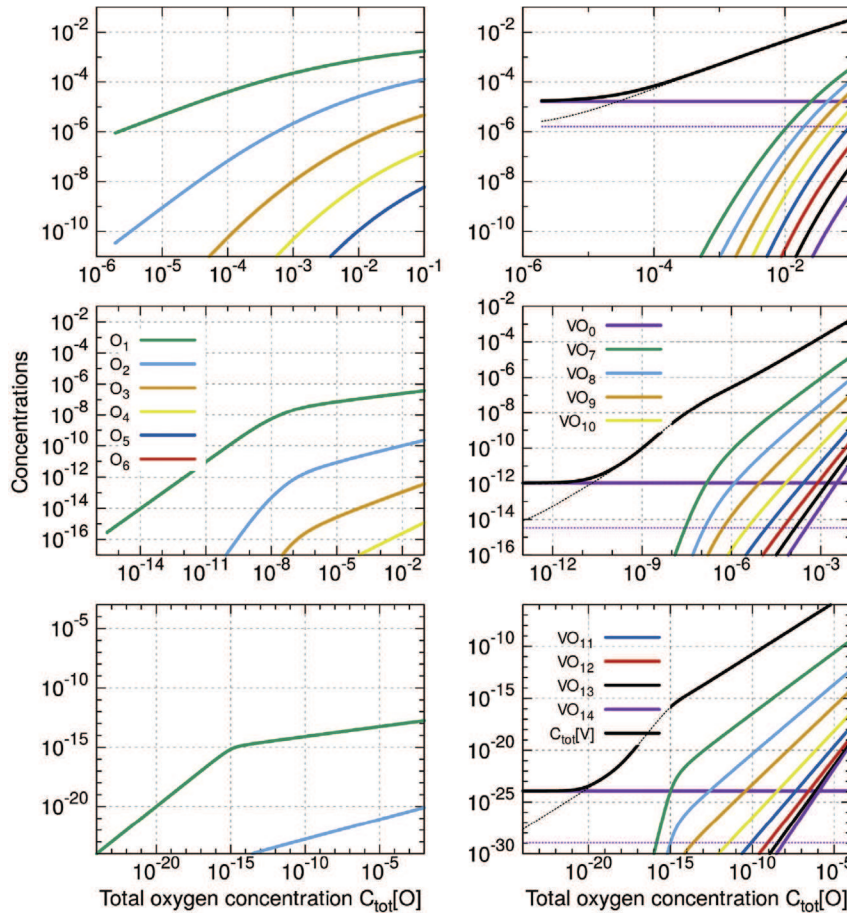 10⁻²
10⁻⁴
10⁻⁶
10⁻⁸
10⁻¹⁰
10⁻⁶ 10⁻⁵ 10⁻⁴ 10⁻³ 10⁻² 10⁻¹
10⁻²
10⁻⁴
10⁻⁶
10⁻⁸
10⁻¹⁰
10⁻⁶ 10⁻⁴ 10⁻²
Concentrations
10⁻²
10⁻⁴
10⁻⁶
10⁻⁸
10⁻¹⁰
10⁻¹²
10⁻¹⁴
10⁻¹⁶
O₁
O₂
O₃
O₄
O₅
O₆
10⁻¹⁴ 10⁻¹¹ 10⁻⁸ 10⁻⁵ 10⁻²
10⁻²
10⁻⁴
10⁻⁶
10⁻⁸
10⁻¹⁰
10⁻¹²
10⁻¹⁴
10⁻¹⁶
VO₀
VO₇
VO₈
VO₉
VO₁₀
10⁻¹² 10⁻⁹ 10⁻⁶ 10⁻³
10⁻⁵
10⁻¹⁰
10⁻¹⁵
10⁻²⁰
10⁻²⁰ 10⁻¹⁵ 10⁻¹⁰ 10⁻⁵
Total oxygen concentration Cₜₒₜ[O]
10⁻¹⁰
10⁻¹⁵
10⁻²⁰
10⁻²⁵
10⁻³⁰
VO₁₁
VO₁₂
VO₁₃
VO₁₄
Cₜₒₜ[V]
10⁻²⁰ 10⁻¹⁵ 10⁻¹⁰ 10⁻⁵
Total oxygen concentration Cₜₒₜ[O]